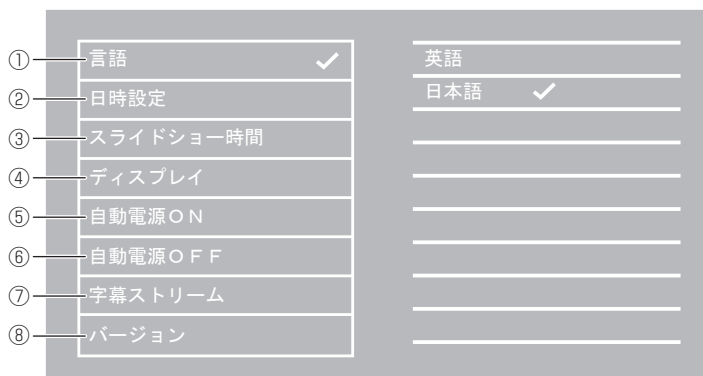 ① 言語 ✓
② 日時設定
③ スライドショー時間
④ ディスプレイ
⑤ 自動電源ＯＮ
⑥ 自動電源ＯＦＦ
⑦ 字幕ストリーム
⑧ バージョン
英語
日本語 ✓